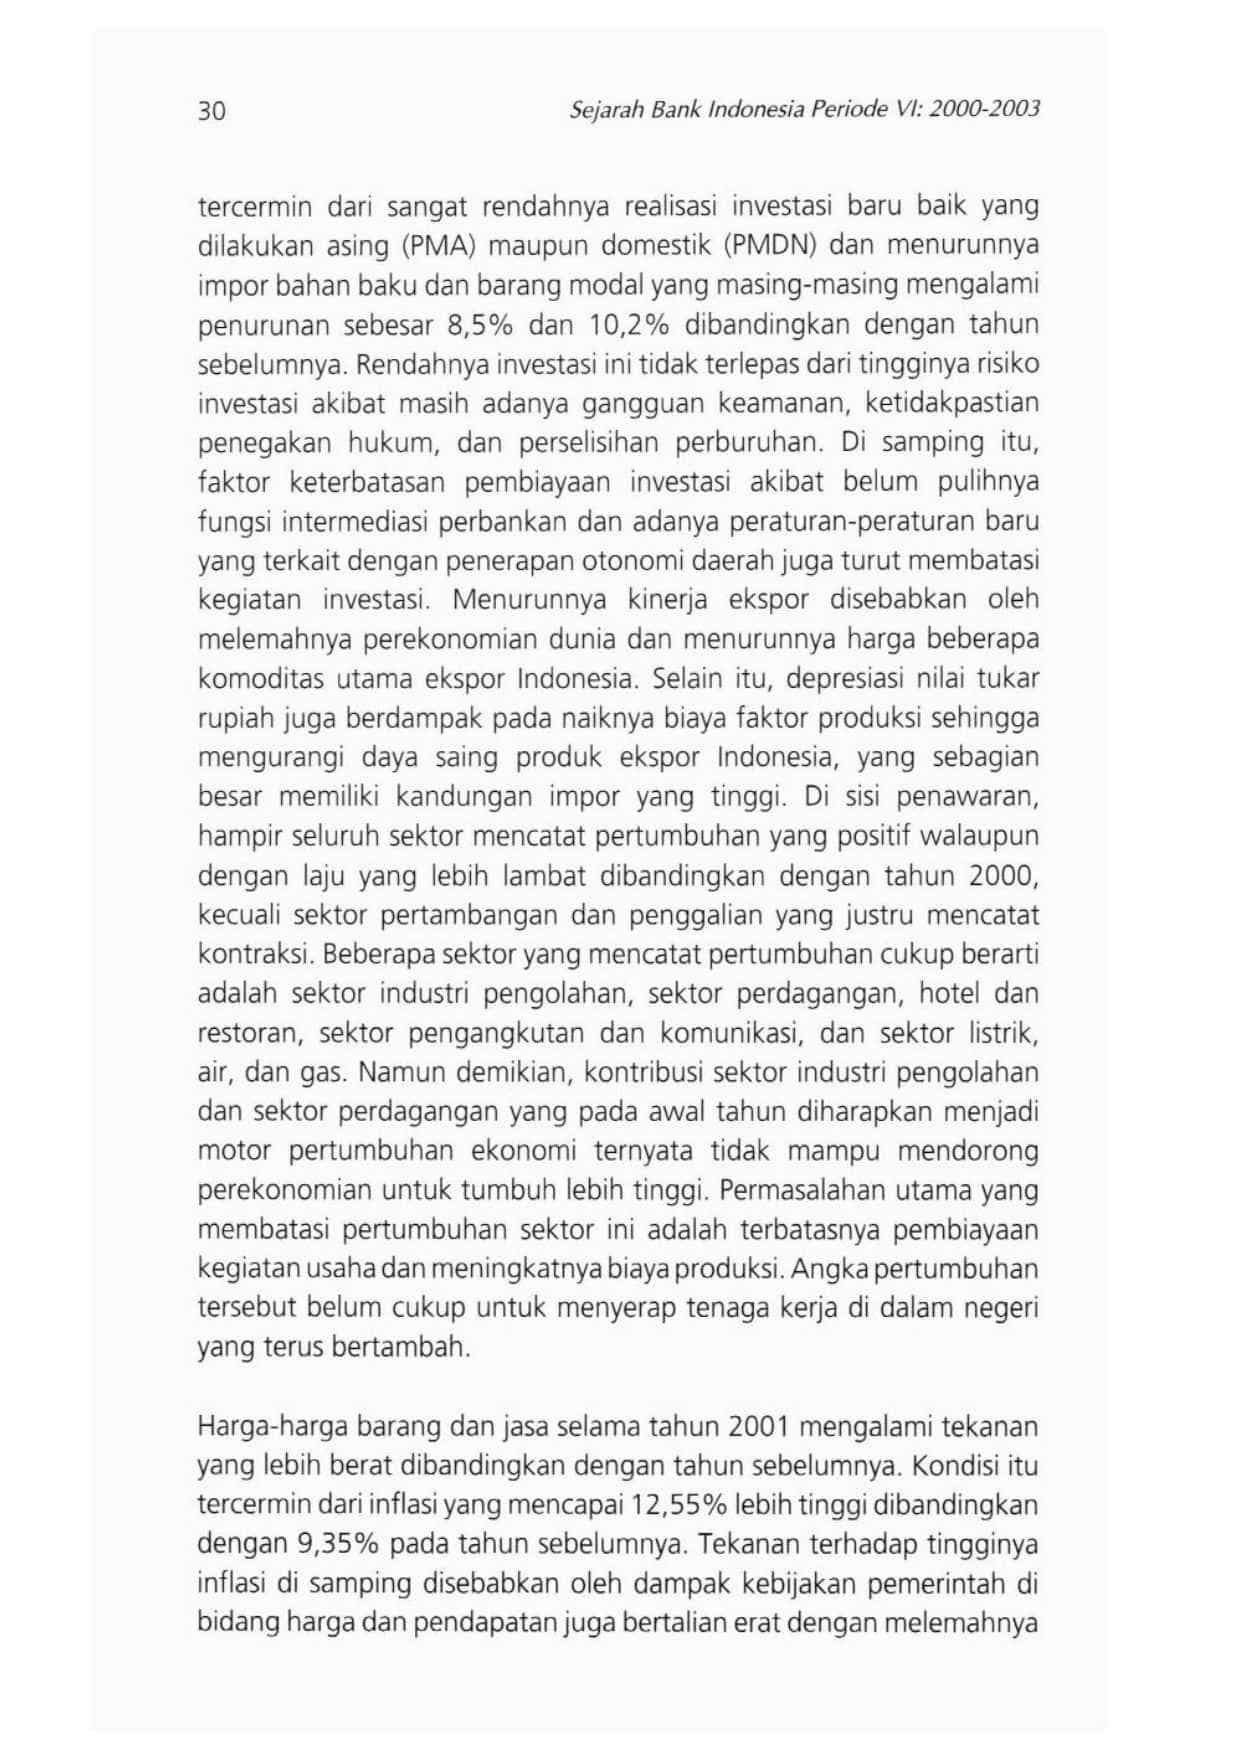 30
Sejarah Bank Indonesia Periode VI: 2000-2003
tercermin dari sangat rendahnya realisasi investasi baru baik yang
dilakukan asing (PMA) maupun domestik (PMDN) dan menurunnya
impor bahan baku dan barang modal yang masing-masing mengalami
penurunan sebesar 8,5% dan 10,2% dibandingkan dengan tahun
sebelumnya. Rendahnya investasi ini tidak terlepas dari tingginya risiko
investasi akibat masih adanya gangguan keamanan, ketidakpastian
penegakan hukum, dan perselisihan perburuhan. Di samping itu,
faktor keterbatasan pembiayaan investasi akibat belum pulihnya
fungsi intermediasi perbankan dan adanya peraturan-peraturan baru
yang terkait dengan penerapan otonomi daerah juga turut membatasi
kegiatan investasi. Menurunnya kinerja ekspor disebabkan oleh
melemahnya perekonomian dunia dan menurunnya harga beberapa
komoditas utama ekspor Indonesia. Selain itu, depresiasi nilai tukar
rupiah juga berdampak pada naiknya biaya faktor produksi sehingga
mengurangi daya saing produk ekspor Indonesia, yang sebagian
besar memiliki kandungan impor yang tinggi. Di sisi penawaran,
hampir seluruh sektor mencatat pertumbuhan yang positif walaupun
dengan laju yang lebih lambat dibandingkan dengan tahun 2000,
kecuali sektor pertambangan dan penggalian yang justru mencatat
kontraksi. Beberapa sektor yang mencatat pertumbuhan cukup berarti
adalah sektor industri pengolahan, sektor perdagangan, hotel dan
restoran, sektor pengangkutan dan komunikasi, dan sektor listrik,
air, dan gas. Namun demikian, kontribusi sektor industri pengolahan
dan sektor perdagangan yang pada awal tahun diharapkan menjadi
motor pertumbuhan ekonomi ternyata tidak mampu mendorong
perekonomian untuk tumbuh lebih tinggi. Permasalahan utama yang
membatasi pertumbuhan sektor ini adalah terbatasnya pembiayaan
kegiatan usaha dan meningkatnya biaya produksi. Angka pertumbuhan
tersebut belum cukup untuk menyerap tenaga kerja di dalam negeri
yang terus bertambah.
Harga-harga barang dan jasa selama tahun 2001 mengalami tekanan
yang lebih berat dibandingkan dengan tahun sebelumnya. Kondisi itu
tercermin dari inflasi yang mencapai 12,55% lebih tinggi dibandingkan
dengan 9,35% pada tahun sebelumnya. Tekanan terhadap tingginya
inflasi di samping disebabkan oleh dampak kebijakan pemerintah di
bidang harga dan pendapatan juga bertalian erat dengan melemahnya